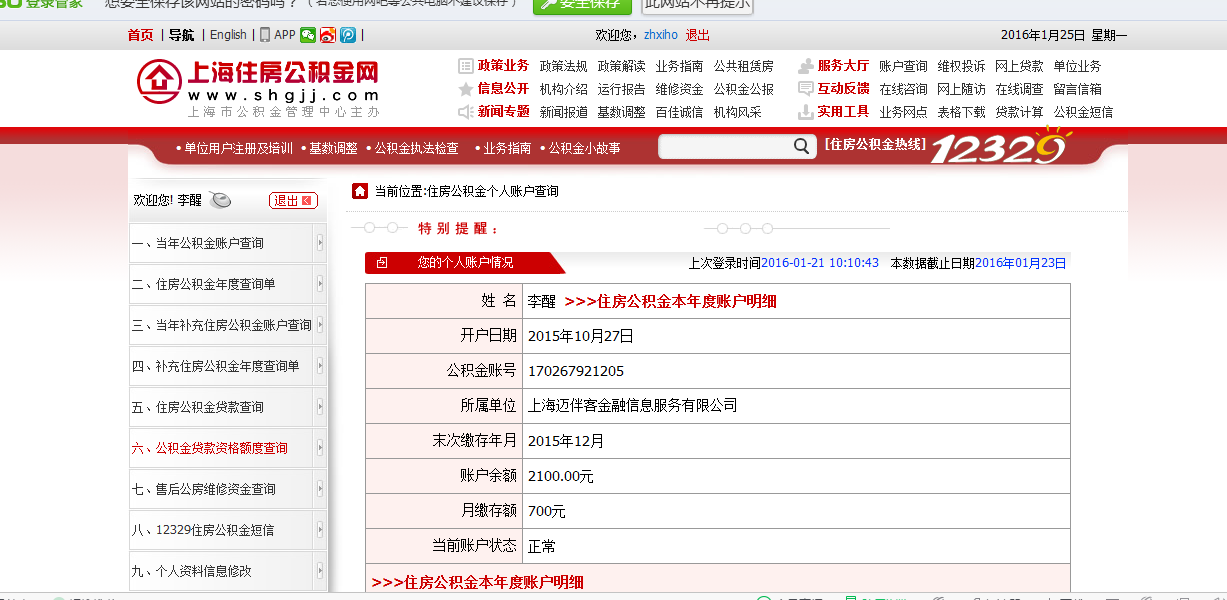 登录管家 想要安全保存该网站的密码吗？（若您使用网吧等公共电脑不建议保存） 安全保存 此网站不再提示
首页 | 导航 | English | APP |
欢迎您，zhxiho 退出
2016年1月25日 星期一
上海住房公积金网
www.shgjj.com
上海市公积金管理中心主办
政策业务 政策法规 政策解读 业务指南 公共租赁房
信息公开 机构介绍 运行报告 维修资金 公积金公报
新闻专题 新闻报道 基数调整 百佳诚信 机构风采
服务大厅 账户查询 维权投诉 网上贷款 单位业务
互动反馈 在线咨询 网上随访 在线调查 留言信箱
实用工具 业务网点 表格下载 贷款计算 公积金短信
• 单位用户注册及培训 • 基数调整 • 公积金执法检查 • 业务指南 • 公积金小故事
[住房公积金热线] 12329
欢迎您! 李醒 退出
一、当年公积金账户查询
二、住房公积金年度查询单
三、当年补充住房公积金账户查询
四、补充住房公积金年度查询单
五、住房公积金贷款查询
六、公积金贷款资格额度查询
七、售后公房维修资金查询
八、12329住房公积金短信
九、个人资料信息修改
当前位置:住房公积金个人账户查询
特别提醒：
您的个人账户情况
上次登录时间2016-01-21 10:10:43 本数据截止日期2016年01月23日
姓 名 李醒 >>>住房公积金本年度账户明细
开户日期 2015年10月27日
公积金账号 170267921205
所属单位 上海迈伴客金融信息服务有限公司
末次缴存年月 2015年12月
账户余额 2100.00元
月缴存额 700元
当前账户状态 正常
>>>住房公积金本年度账户明细